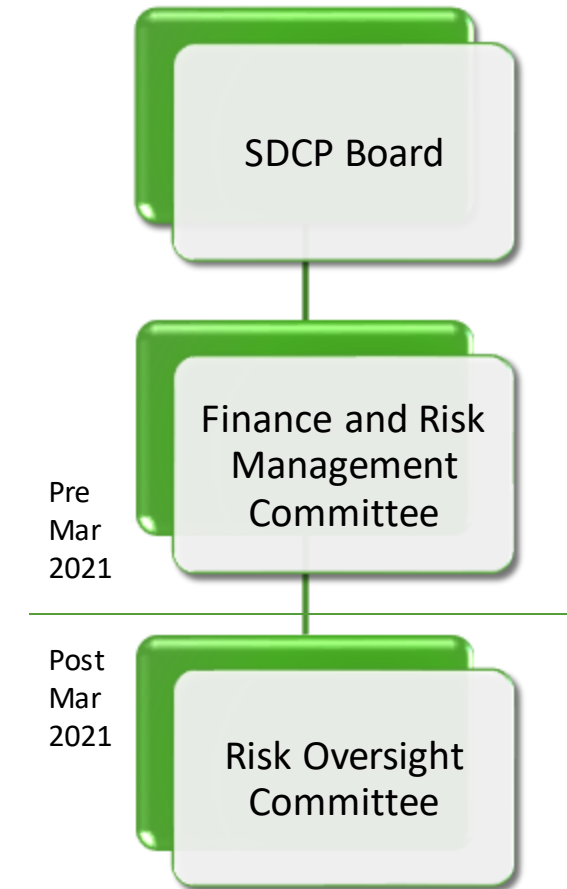 SDCP Board
Finance and Risk
Management
Committee
Pre
Mar
2021
Post
Mar
2021
Risk Oversight
Committee